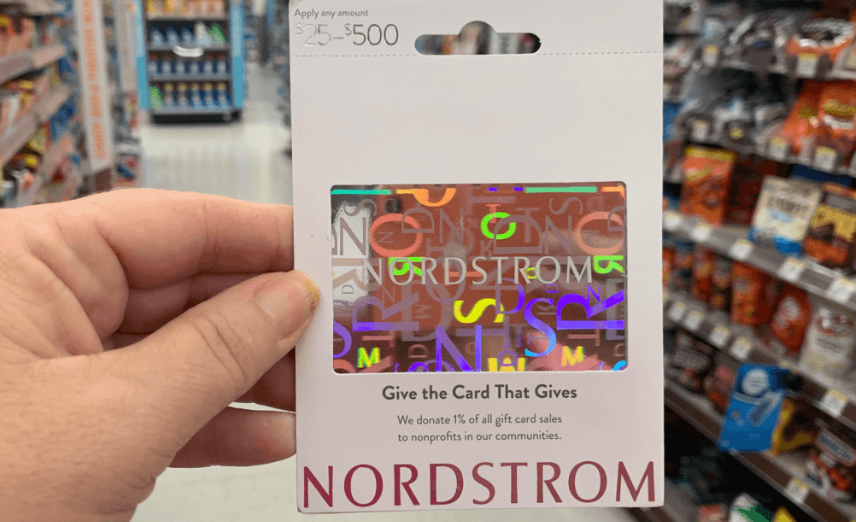 Apply any amount
$25–$500
NORDSTROM
Give the Card That Gives
We donate 1% of all gift card sales
to nonprofits in our communities.
NORDSTROM